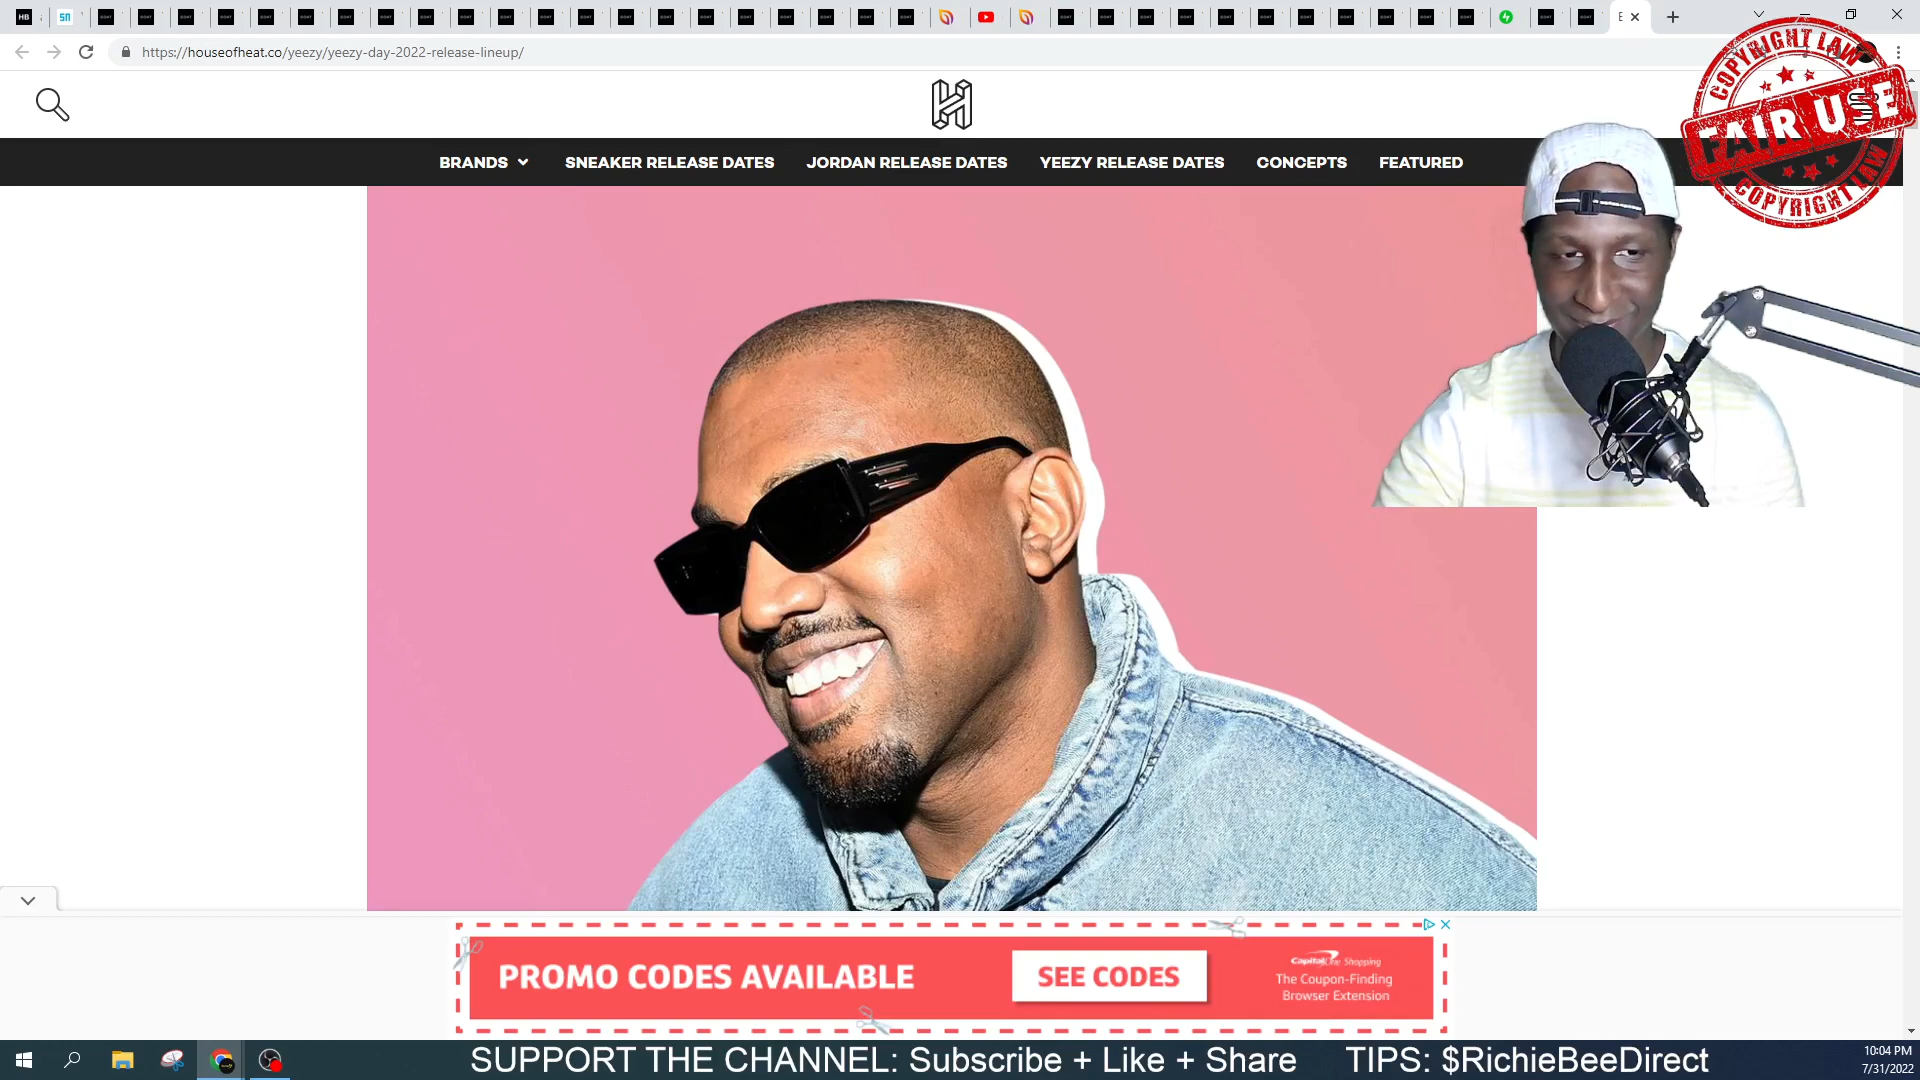 https://houseofheat.co/yeezy/yeezy-day-2022-release-lineup/
BRANDS SNEAKER RELEASE DATES JORDAN RELEASE DATES YEEZY RELEASE DATES CONCEPTS FEATURED
COPYRIGHT LAW
FAIR USE
COPYRIGHT LAW
PROMO CODES AVAILABLE
SEE CODES
CapitalOne Shopping
The Coupon-Finding
Browser Extension
SUPPORT THE CHANNEL: Subscribe + Like + Share TIPS: $RichieBeeDirect
10:04 PM
7/31/2022